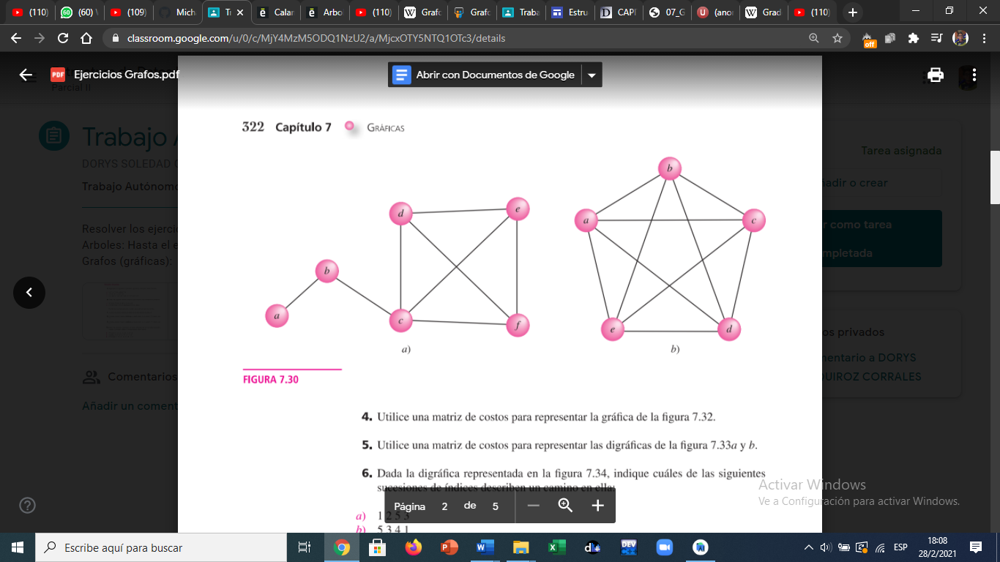 (110)
(60)
(109)
Mich
Tr
Calar
Arbo
(110)
Grafo
Grafo
Traba
Estru
CAPI
07_G
(anor
Grad
(110)
classroom.google.com/u/0/c/MjY4MzM5ODQ1NzU2/a/MjcxOTY5NTQ1OTc3/details
off
PDF
Ejercicios Grafos.pdf
Abrir con Documentos de Google
Parcial II
Trabajo A
DORYS SOLEDAD
Trabajo Autónomo
Resolver los ejerci
Arboles: Hasta el e
Grafos (gráficas):
Comentarios
Añadir un coment
Tarea asignada
ñadir o crear
r como tarea
mpletada
os privados
mentario a DORYS
QUIROZ CORRALES
322 Capítulo 7 GRÁFICAS
d
e
b
a
c
f
a)
b
a
c
e
d
b)
FIGURA 7.30
4. Utilice una matriz de costos para representar la gráfica de la figura 7.32.
5. Utilice una matriz de costos para representar las digráficas de la figura 7.33a y b.
6. Dada la digráfica representada en la figura 7.34, indique cuáles de las siguientes
sucesiones de índices describen un camino en ella:
a) 1 2 5 3
b) 5 3 4 1
Página 2 de 5
Activar Windows
Ve a Configuración para activar Windows.
Escribe aquí para buscar
DEV
ESP
18:08
28/2/2021